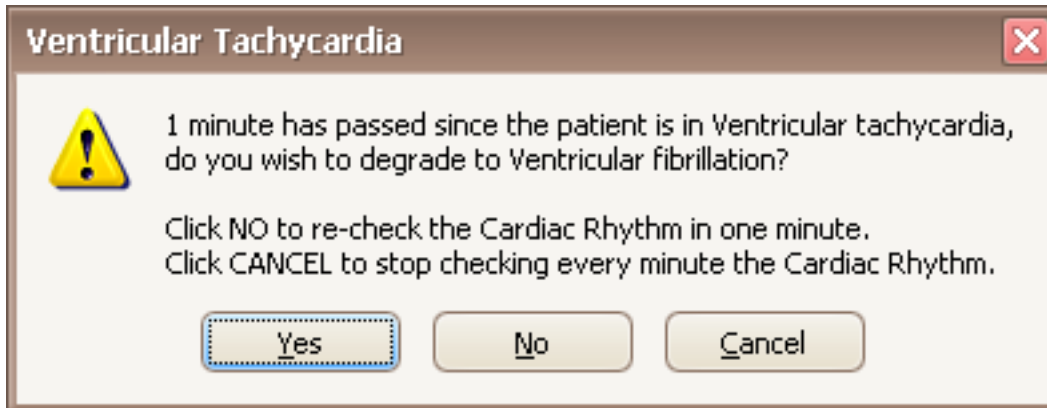 Ventricular Tachycardia
1 minute has passed since the patient is in Ventricular tachycardia,
do you wish to degrade to Ventricular fibrillation?
Click NO to re-check the Cardiac Rhythm in one minute.
Click CANCEL to stop checking every minute the Cardiac Rhythm.
Yes No Cancel